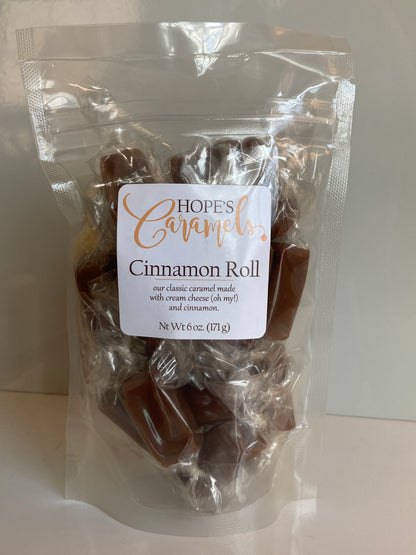 HOPE'S
Caramels
Cinnamon Roll
our classic caramel made
with cream cheese (oh my!)
and cinnamon.
Nt Wt 6 oz. (171 g)